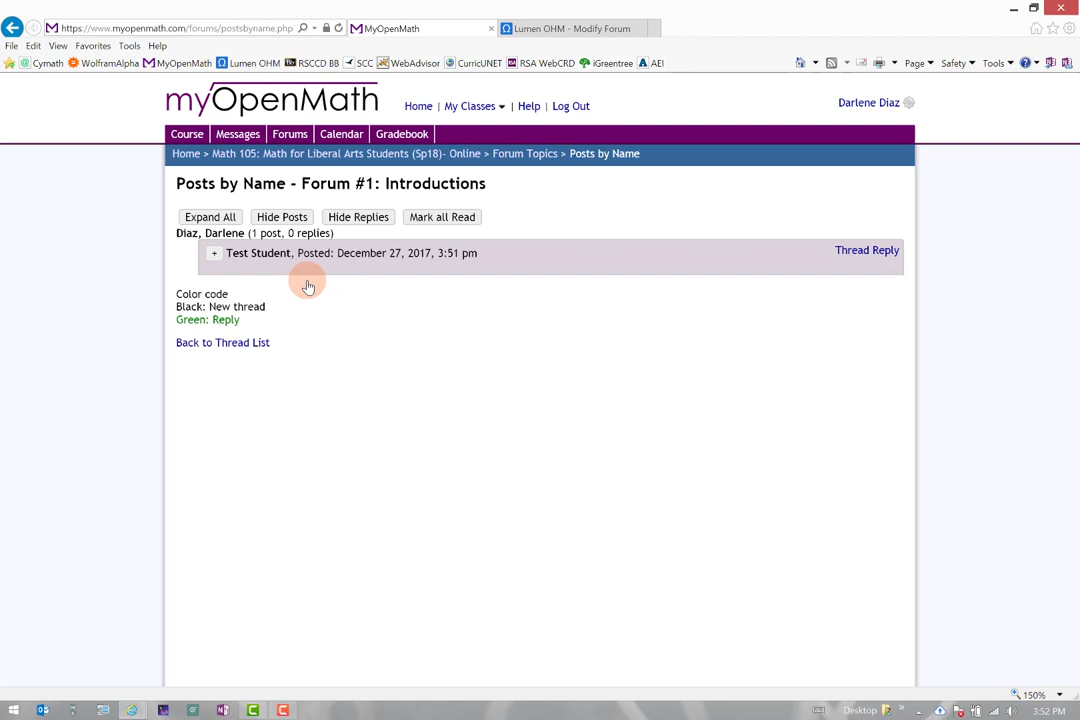 https://www.myopenmath.com/forums/postsbyname.php
MyOpenMath
Lumen OHM - Modify Forum
File Edit View Favorites Tools Help
Cymath WolframAlpha MyOpenMath Lumen OHM RSCCD BB SCC WebAdvisor CurricUNET RSA WebCRD iGreentree AEI
Page Safety Tools
myOpenMath
Home | My Classes | Help | Log Out
Darlene Diaz
Course Messages Forums Calendar Gradebook
Home > Math 105: Math for Liberal Arts Students (Sp18)- Online > Forum Topics > Posts by Name
Posts by Name - Forum #1: Introductions
Expand All Hide Posts Hide Replies Mark all Read
Diaz, Darlene (1 post, 0 replies)
+ Test Student, Posted: December 27, 2017, 3:51 pm
Thread Reply
Color code
Black: New thread
Green: Reply
Back to Thread List
150%
Desktop
3:52 PM